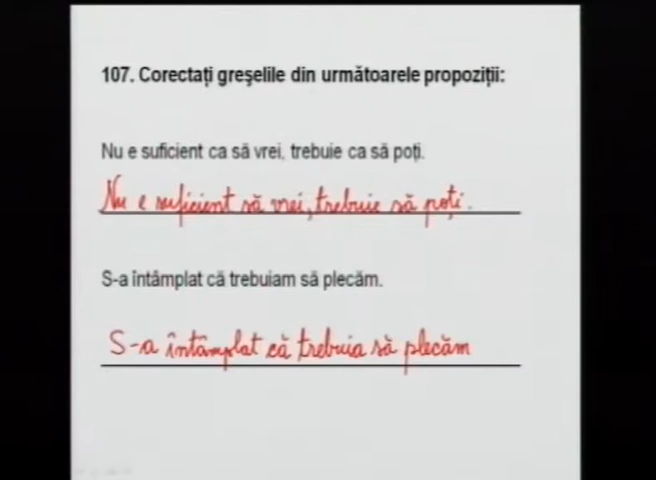 107. Corectați greşelile din următoarele propoziții:
Nu e suficient ca să vrei, trebuie ca să poți.
Nu e suficient să vrei, trebuie să poți.
S-a întâmplat că trebuiam să plecăm.
S-a întâmplat că trebuia să plecăm